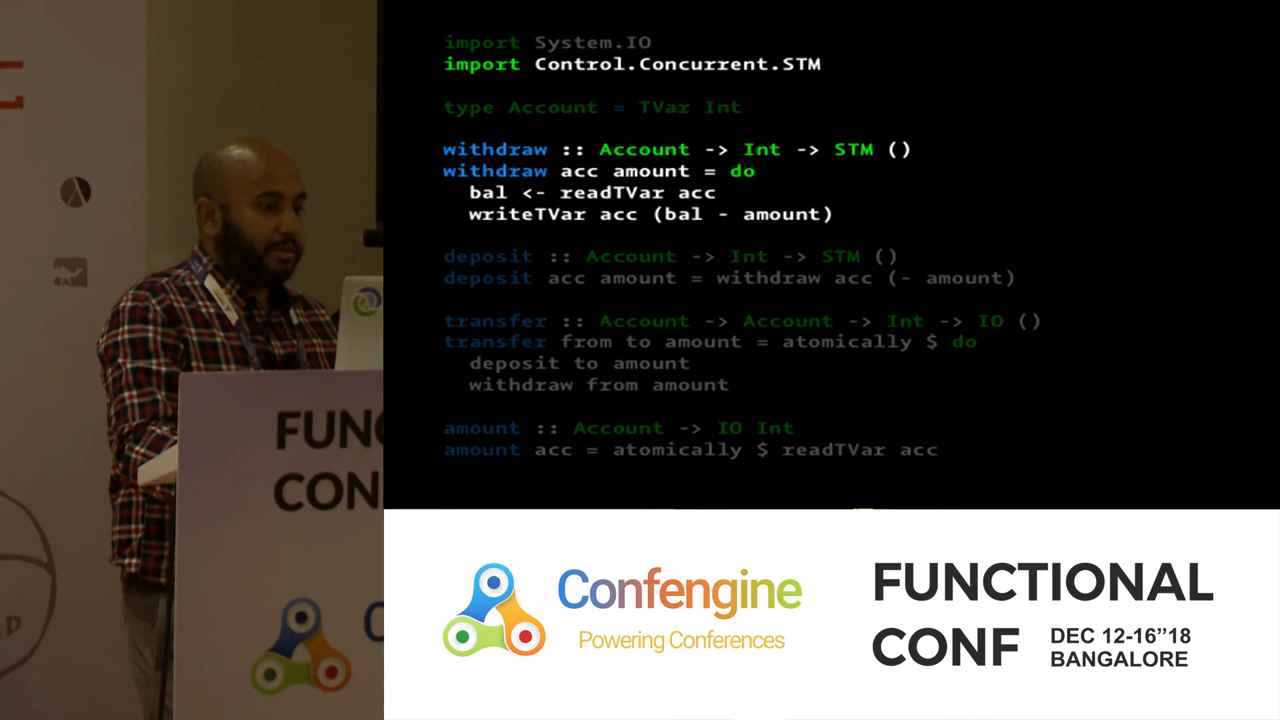 import System.IO
import Control.Concurrent.STM
type Account = TVar Int
withdraw :: Account -> Int -> STM ()
withdraw acc amount = do
bal <- readTVar acc
writeTVar acc (bal - amount)
deposit :: Account -> Int -> STM ()
deposit acc amount = withdraw acc (- amount)
transfer :: Account -> Account -> Int -> IO ()
transfer from to amount = atomically $ do
deposit to amount
withdraw from amount
amount :: Account -> IO Int
amount acc = atomically $ readTVar acc
Confengine
Powering Conferences
FUNCTIONAL
CONF DEC 12-16"18
BANGALORE